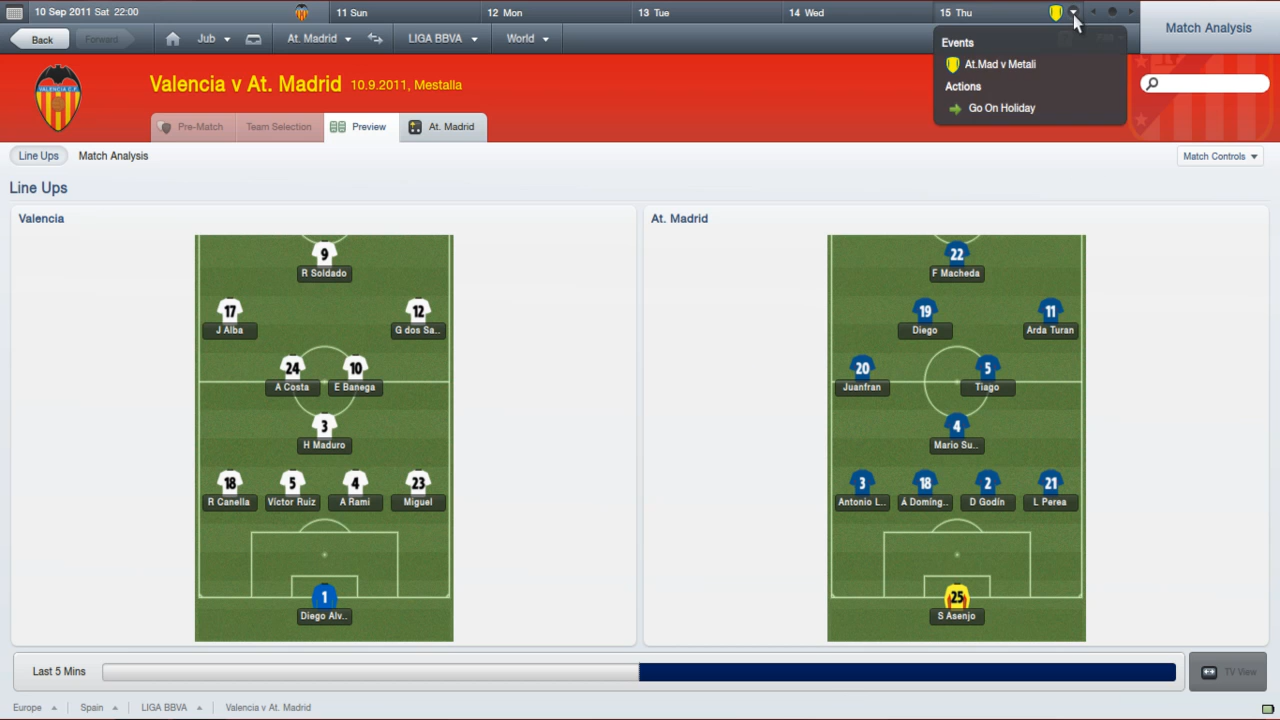 10 Sep 2011 Sat 22:00
11 Sun
12 Mon
13 Tue
14 Wed
15 Thu
Match Analysis
Back
Forward
Jub
At. Madrid
LIGA BBVA
World
Events
At.Mad v Metali
Actions
Go On Holiday
Valencia v At. Madrid 10.9.2011, Mestalla
Pre-Match
Team Selection
Preview
At. Madrid
Line Ups
Match Analysis
Match Controls
Line Ups
Valencia
9
R Soldado
17
12
J Alba
G dos Sa..
24
10
A Costa
E Banega
3
H Maduro
18
5
4
23
R Canella
Víctor Ruiz
A Rami
Miguel
1
Diego Alv..
At. Madrid
22
F Macheda
19
11
Diego
Arda Turan
20
5
Juanfran
Tiago
4
Mario Su..
3
18
2
21
Antonio L..
Á Domíng..
D Godín
L Perea
25
S Asenjo
Last 5 Mins
TV View
Europe
Spain
LIGA BBVA
Valencia v At. Madrid